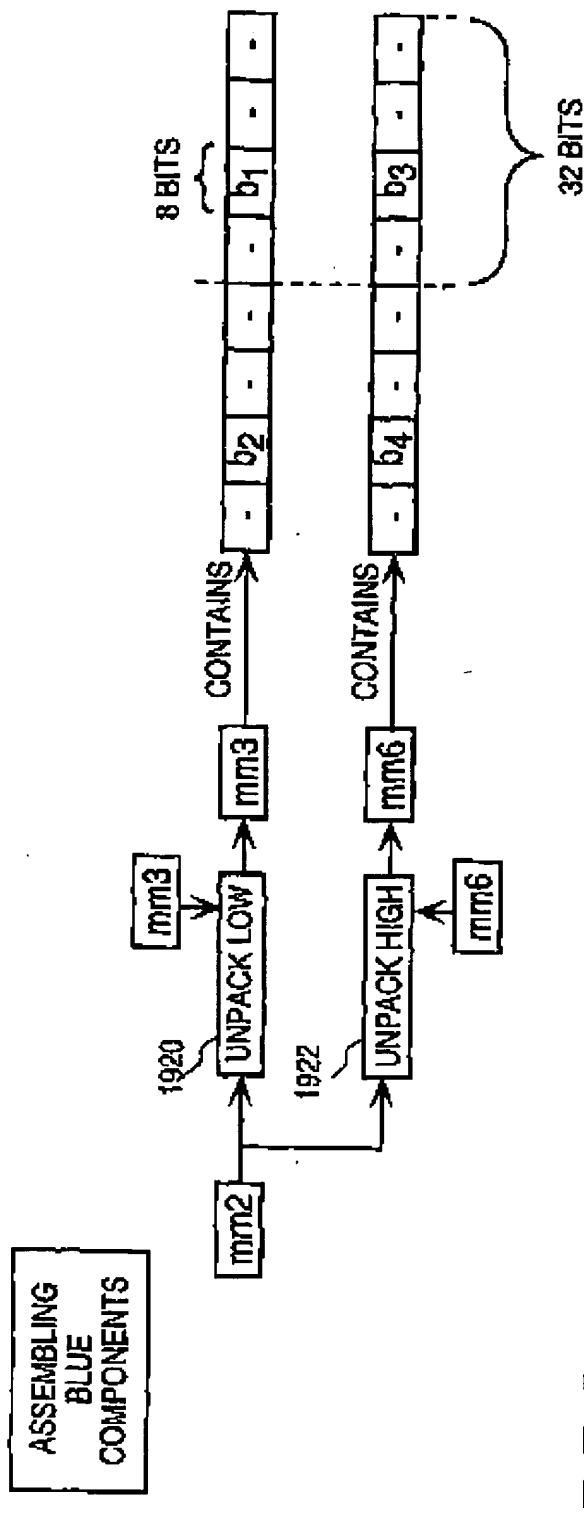 ASSEMBLING
BLUE
COMPONENTS
mm2
1920
UNPACK LOW
mm3
mm3
CONTAINS
- b2 - - - b1 - -
8 BITS
1922
UNPACK HIGH
mm6
mm6
CONTAINS
- b4 - - - b3 - -
32 BITS